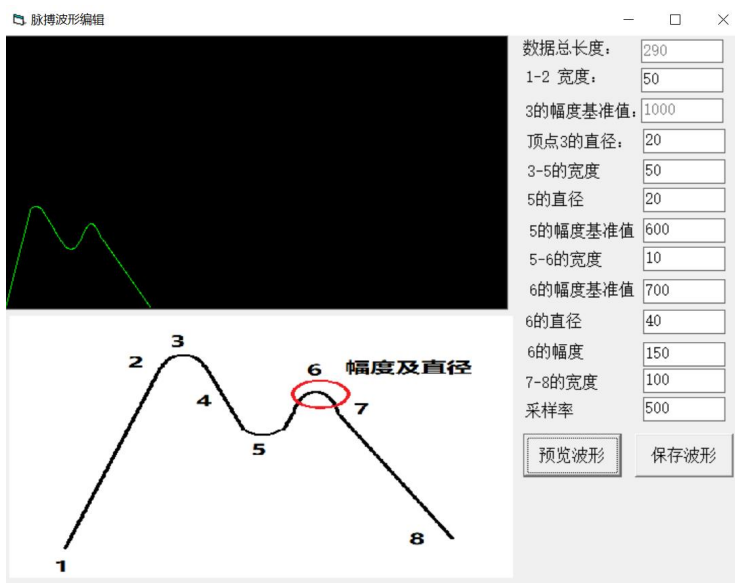 脉搏波形编辑
数据总长度： 290
1-2 宽度： 50
3的幅度基准值： 1000
顶点3的直径： 20
3-5的宽度 50
5的直径 20
5的幅度基准值 600
5-6的宽度 10
6的幅度基准值 700
6的直径 40
6的幅度 150
7-8的宽度 100
采样率 500
预览波形 保存波形
3
2
6 幅度及直径
4
7
5
8
1